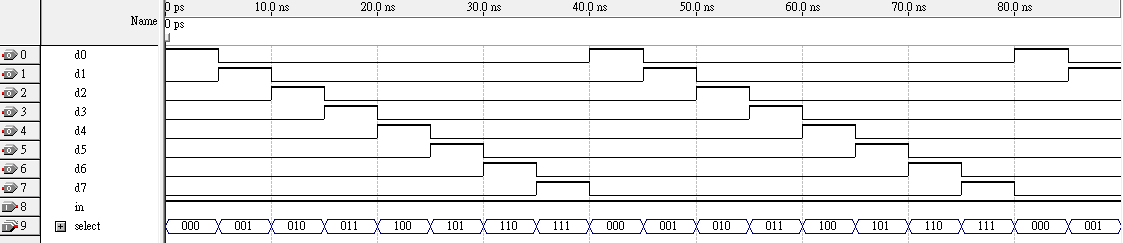 0 ps 10.0 ns 20.0 ns 30.0 ns 40.0 ns 50.0 ns 60.0 ns 70.0 ns 80.0 ns
Name 0 ps
0 d0
1 d1
2 d2
3 d3
4 d4
5 d5
6 d6
7 d7
8 in
9 select 000 001 010 011 100 101 110 111 000 001 010 011 100 101 110 111 000 001